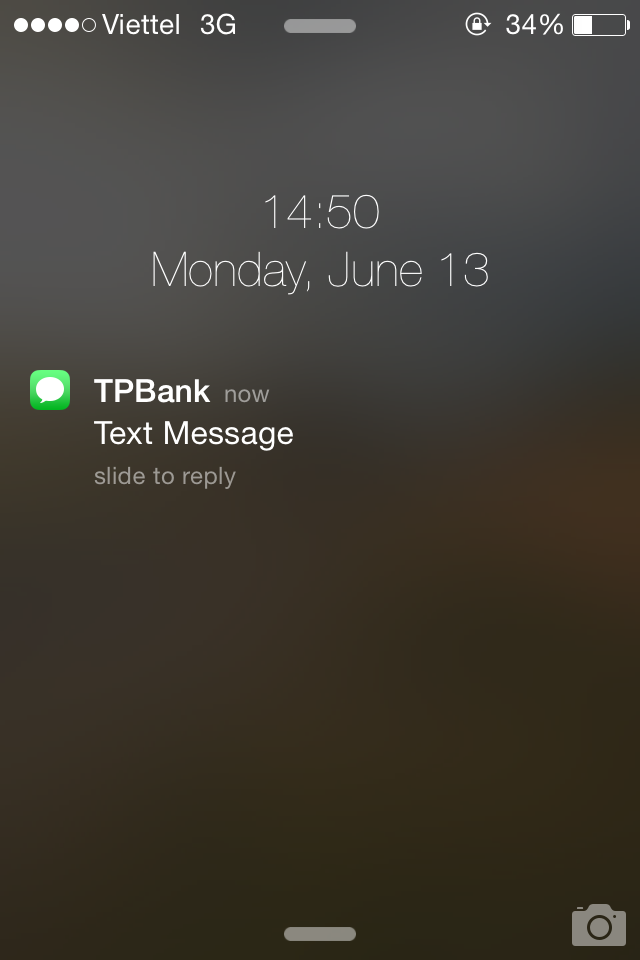 Viettel 3G 34%
14:50
Monday, June 13
TPBank now
Text Message
slide to reply